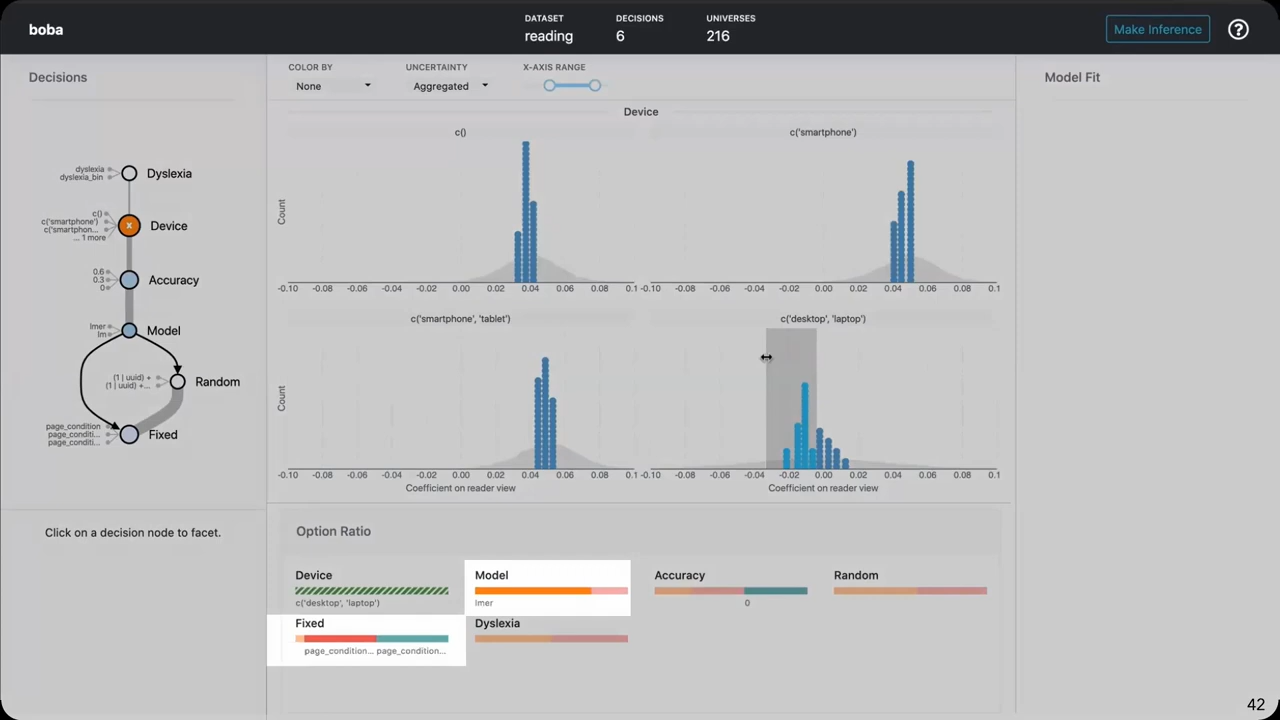 boba
DATASET
reading
DECISIONS
6
UNIVERSES
216
Make Inference
?
Decisions
COLOR BY
None
UNCERTAINTY
Aggregated
X-AXIS RANGE
Model Fit
dyslexia
dyslexia_bin
Dyslexia
c()
c('smartphone')
c('smartphon...
... 1 more
x
Device
0.6
0.3
0
Accuracy
lmer
lm
Model
(1 | uuid) +
(1 | uuid) +...
Random
page_condition
page_conditi...
page_conditi...
Fixed
Click on a decision node to facet.
Device
c()
Count
-0.10 -0.08 -0.06 -0.04 -0.02 0.00 0.02 0.04 0.06 0.08 0.1
c('smartphone')
-0.10 -0.08 -0.06 -0.04 -0.02 0.00 0.02 0.04 0.06 0.08 0.1
c('smartphone', 'tablet')
Count
-0.10 -0.08 -0.06 -0.04 -0.02 0.00 0.02 0.04 0.06 0.08 0.1
Coefficient on reader view
c('desktop', 'laptop')
-0.10 -0.08 -0.06 -0.04 -0.02 0.00 0.02 0.04 0.06 0.08 0.1
Coefficient on reader view
Option Ratio
Device
c('desktop', 'laptop')
Model
lmer
Accuracy
0
Random
Fixed
page_condition... page_condition...
Dyslexia
42